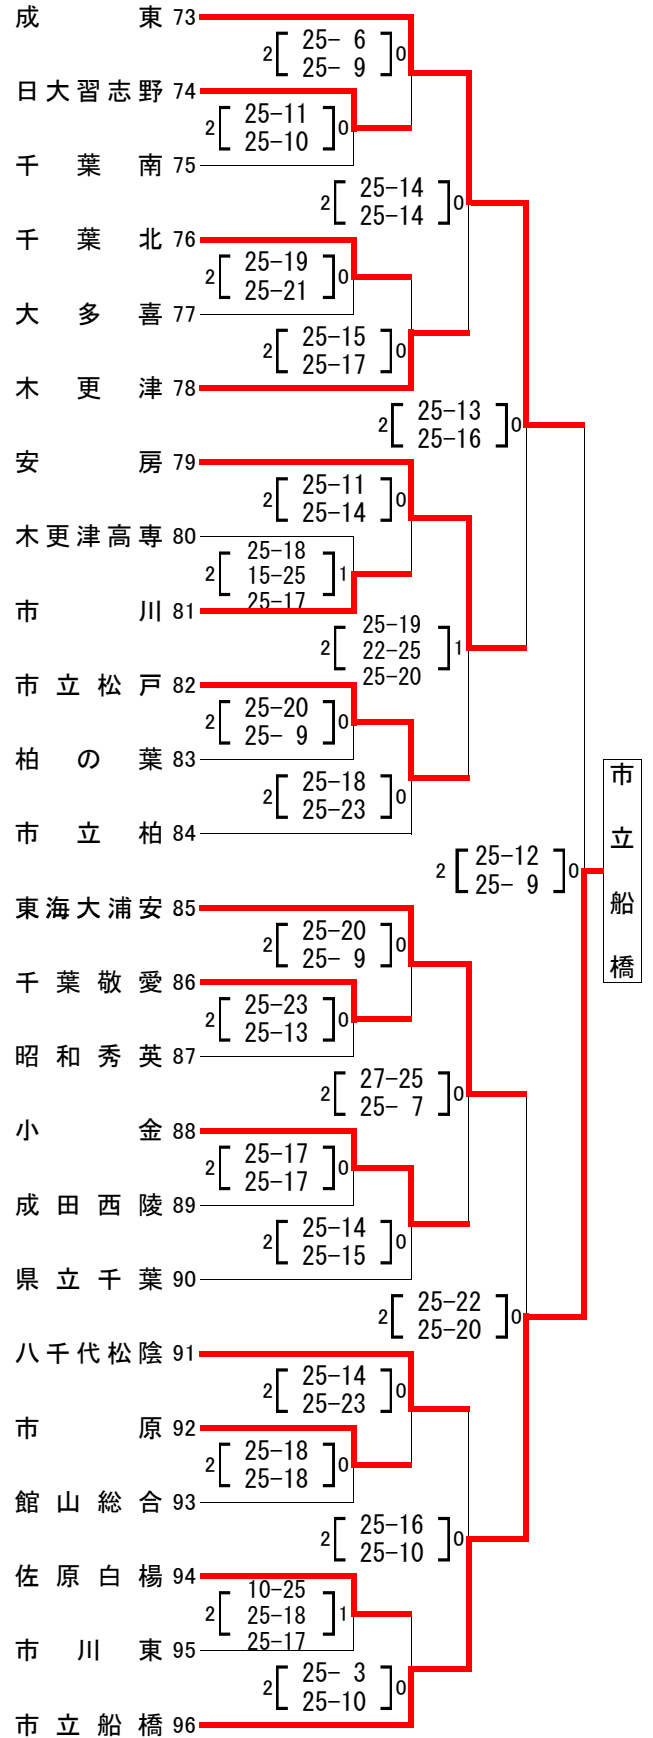 成東 73
2 25- 6 0
25- 9
日大習志野 74
2 25-11 0
25-10
千葉南 75
2 25-14 0
25-14
千葉北 76
2 25-19 0
25-21
大多喜 77
2 25-15 0
25-17
木更津 78
2 25-13 0
25-16
安房 79
2 25-11 0
25-14
木更津高専 80
25-18
2 15-25 1
25-17
市川 81
25-19
2 22-25 1
25-20
市立松戸 82
2 25-20 0
25- 9
柏の葉 83
2 25-18 0
25-23
市立柏 84
市立船橋
2 25-12 0
25- 9
東海大浦安 85
2 25-20 0
25- 9
千葉敬愛 86
2 25-23 0
25-13
昭和秀英 87
2 27-25 0
25- 7
小金 88
2 25-17 0
25-17
成田西陵 89
2 25-14 0
25-15
県立千葉 90
2 25-22 0
25-20
八千代松陰 91
2 25-14 0
25-23
市原 92
2 25-18 0
25-18
館山総合 93
2 25-16 0
25-10
佐原白楊 94
10-25
2 25-18 1
25-17
市川東 95
2 25- 3 0
25-10
市立船橋 96